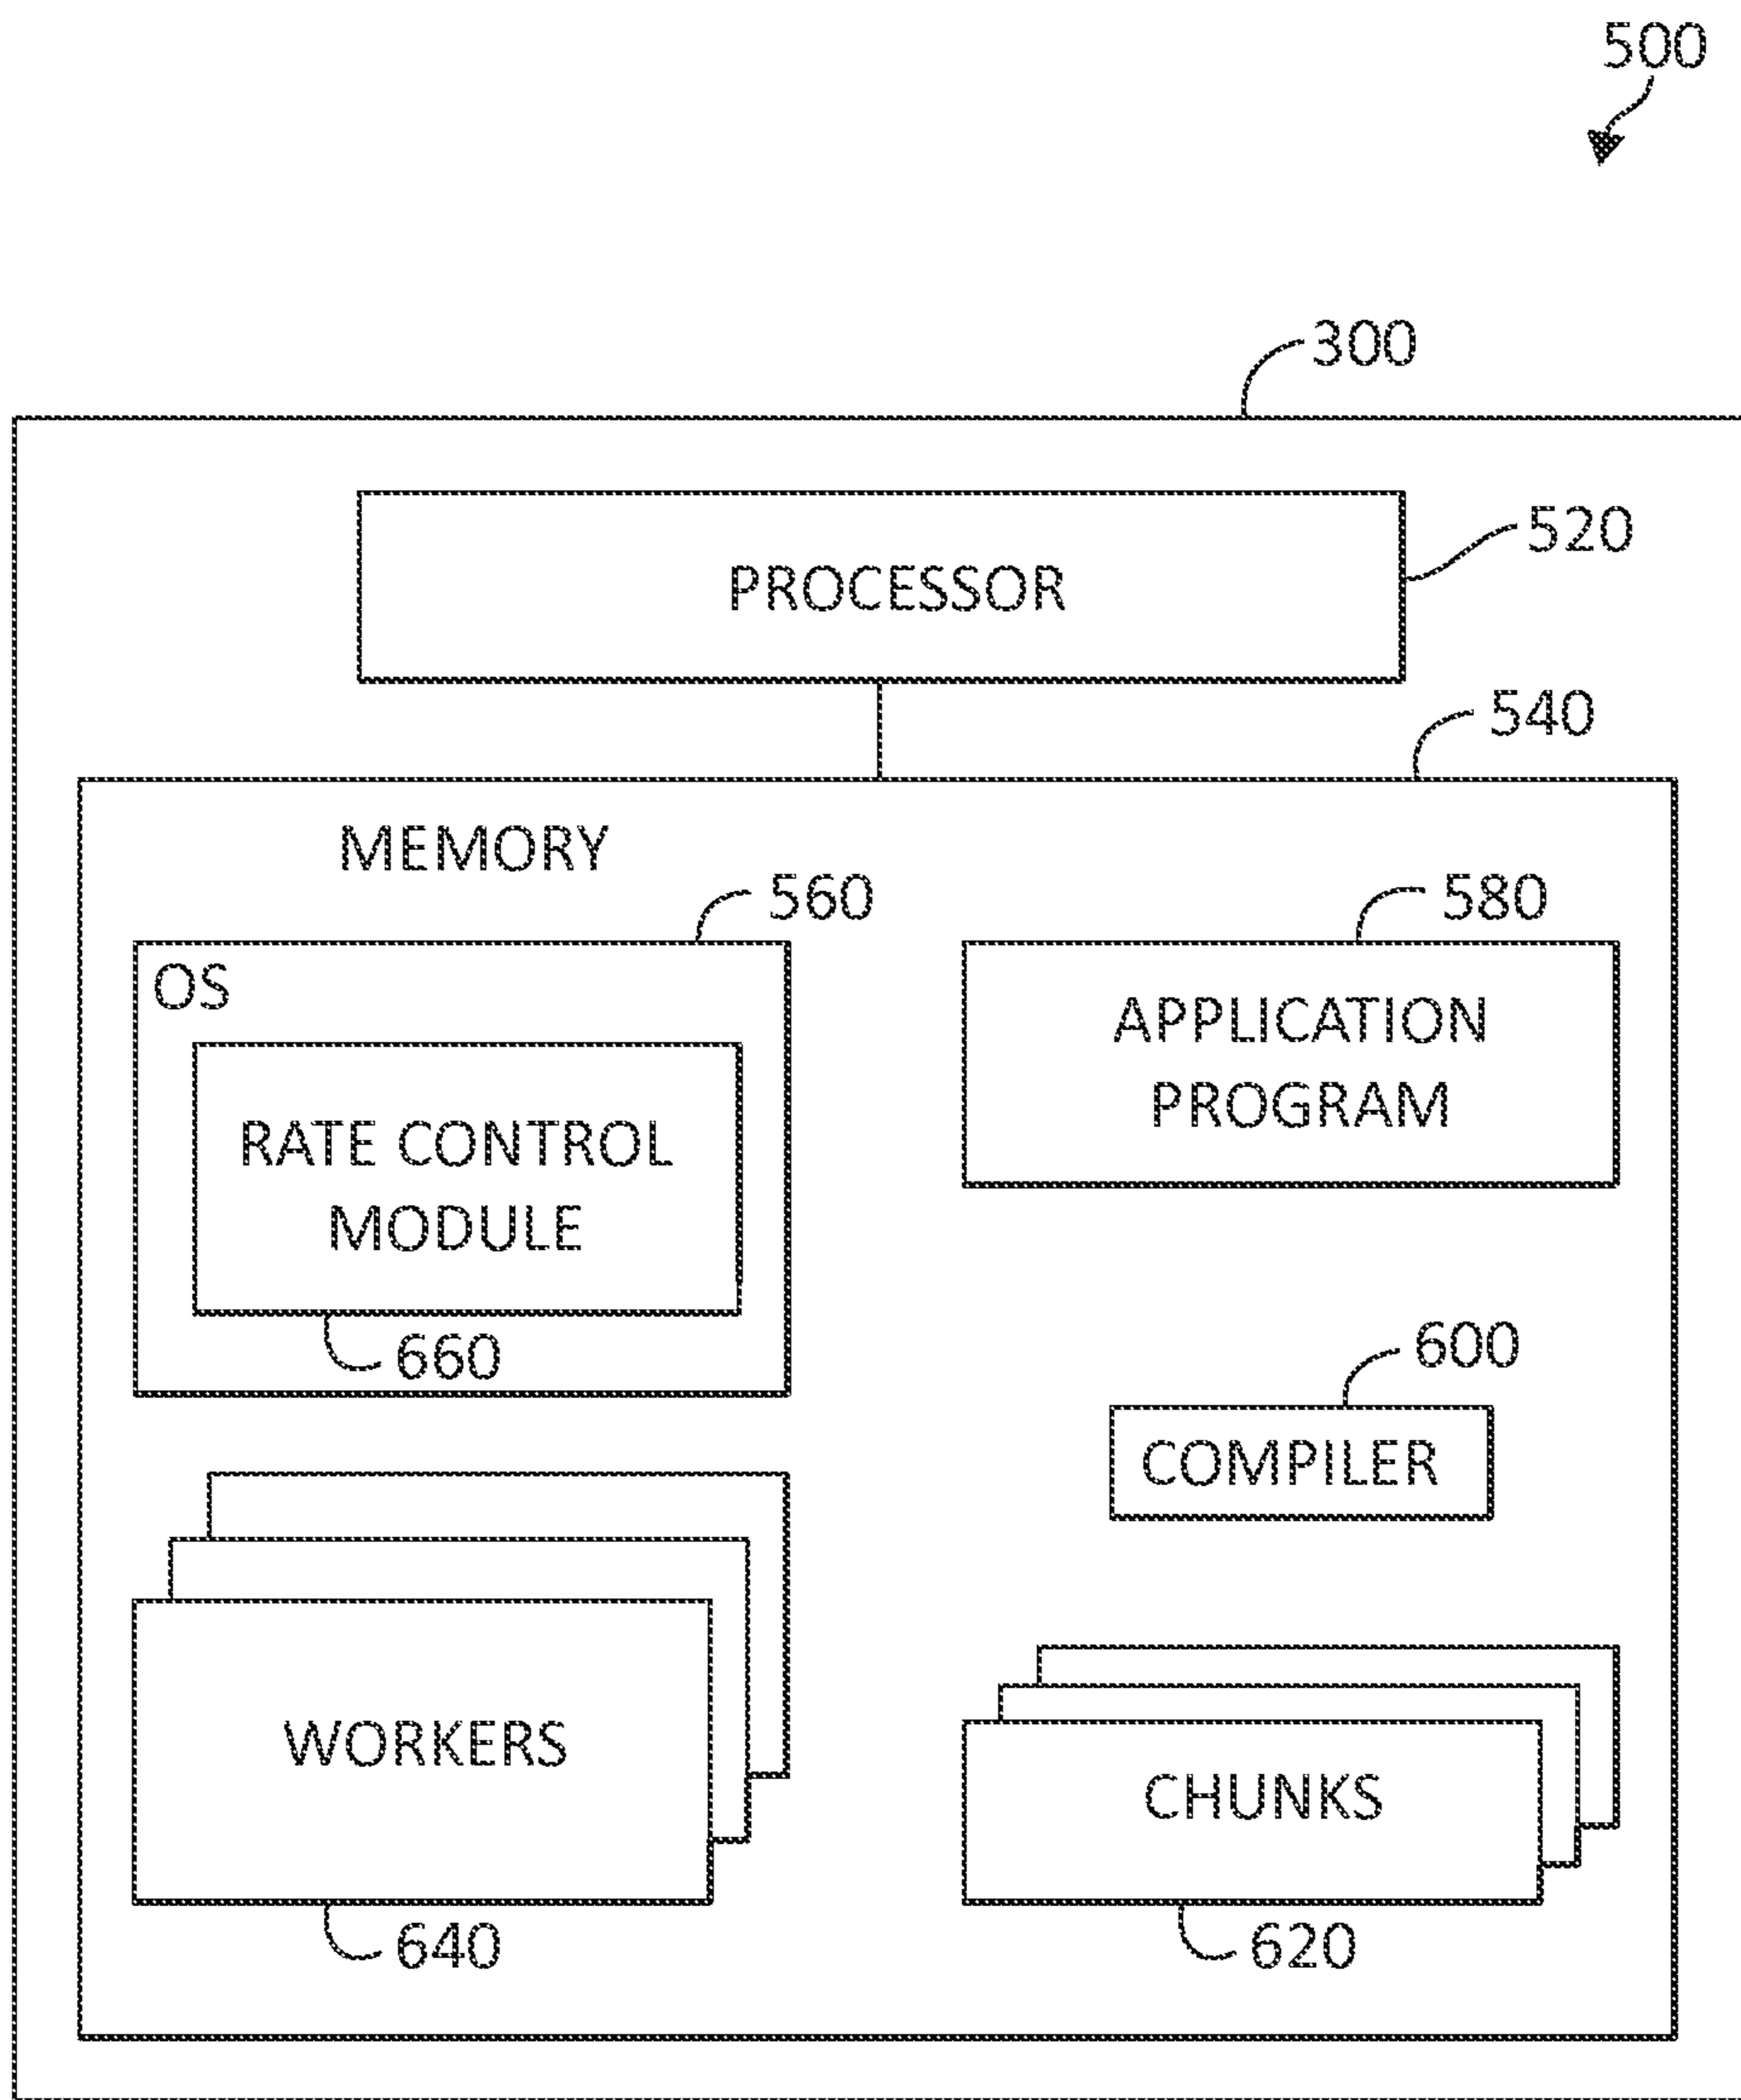 500
300
PROCESSOR
520
540
MEMORY
560
580
OS
APPLICATION
PROGRAM
RATE CONTROL
MODULE
660
600
COMPILER
WORKERS
CHUNKS
640
620